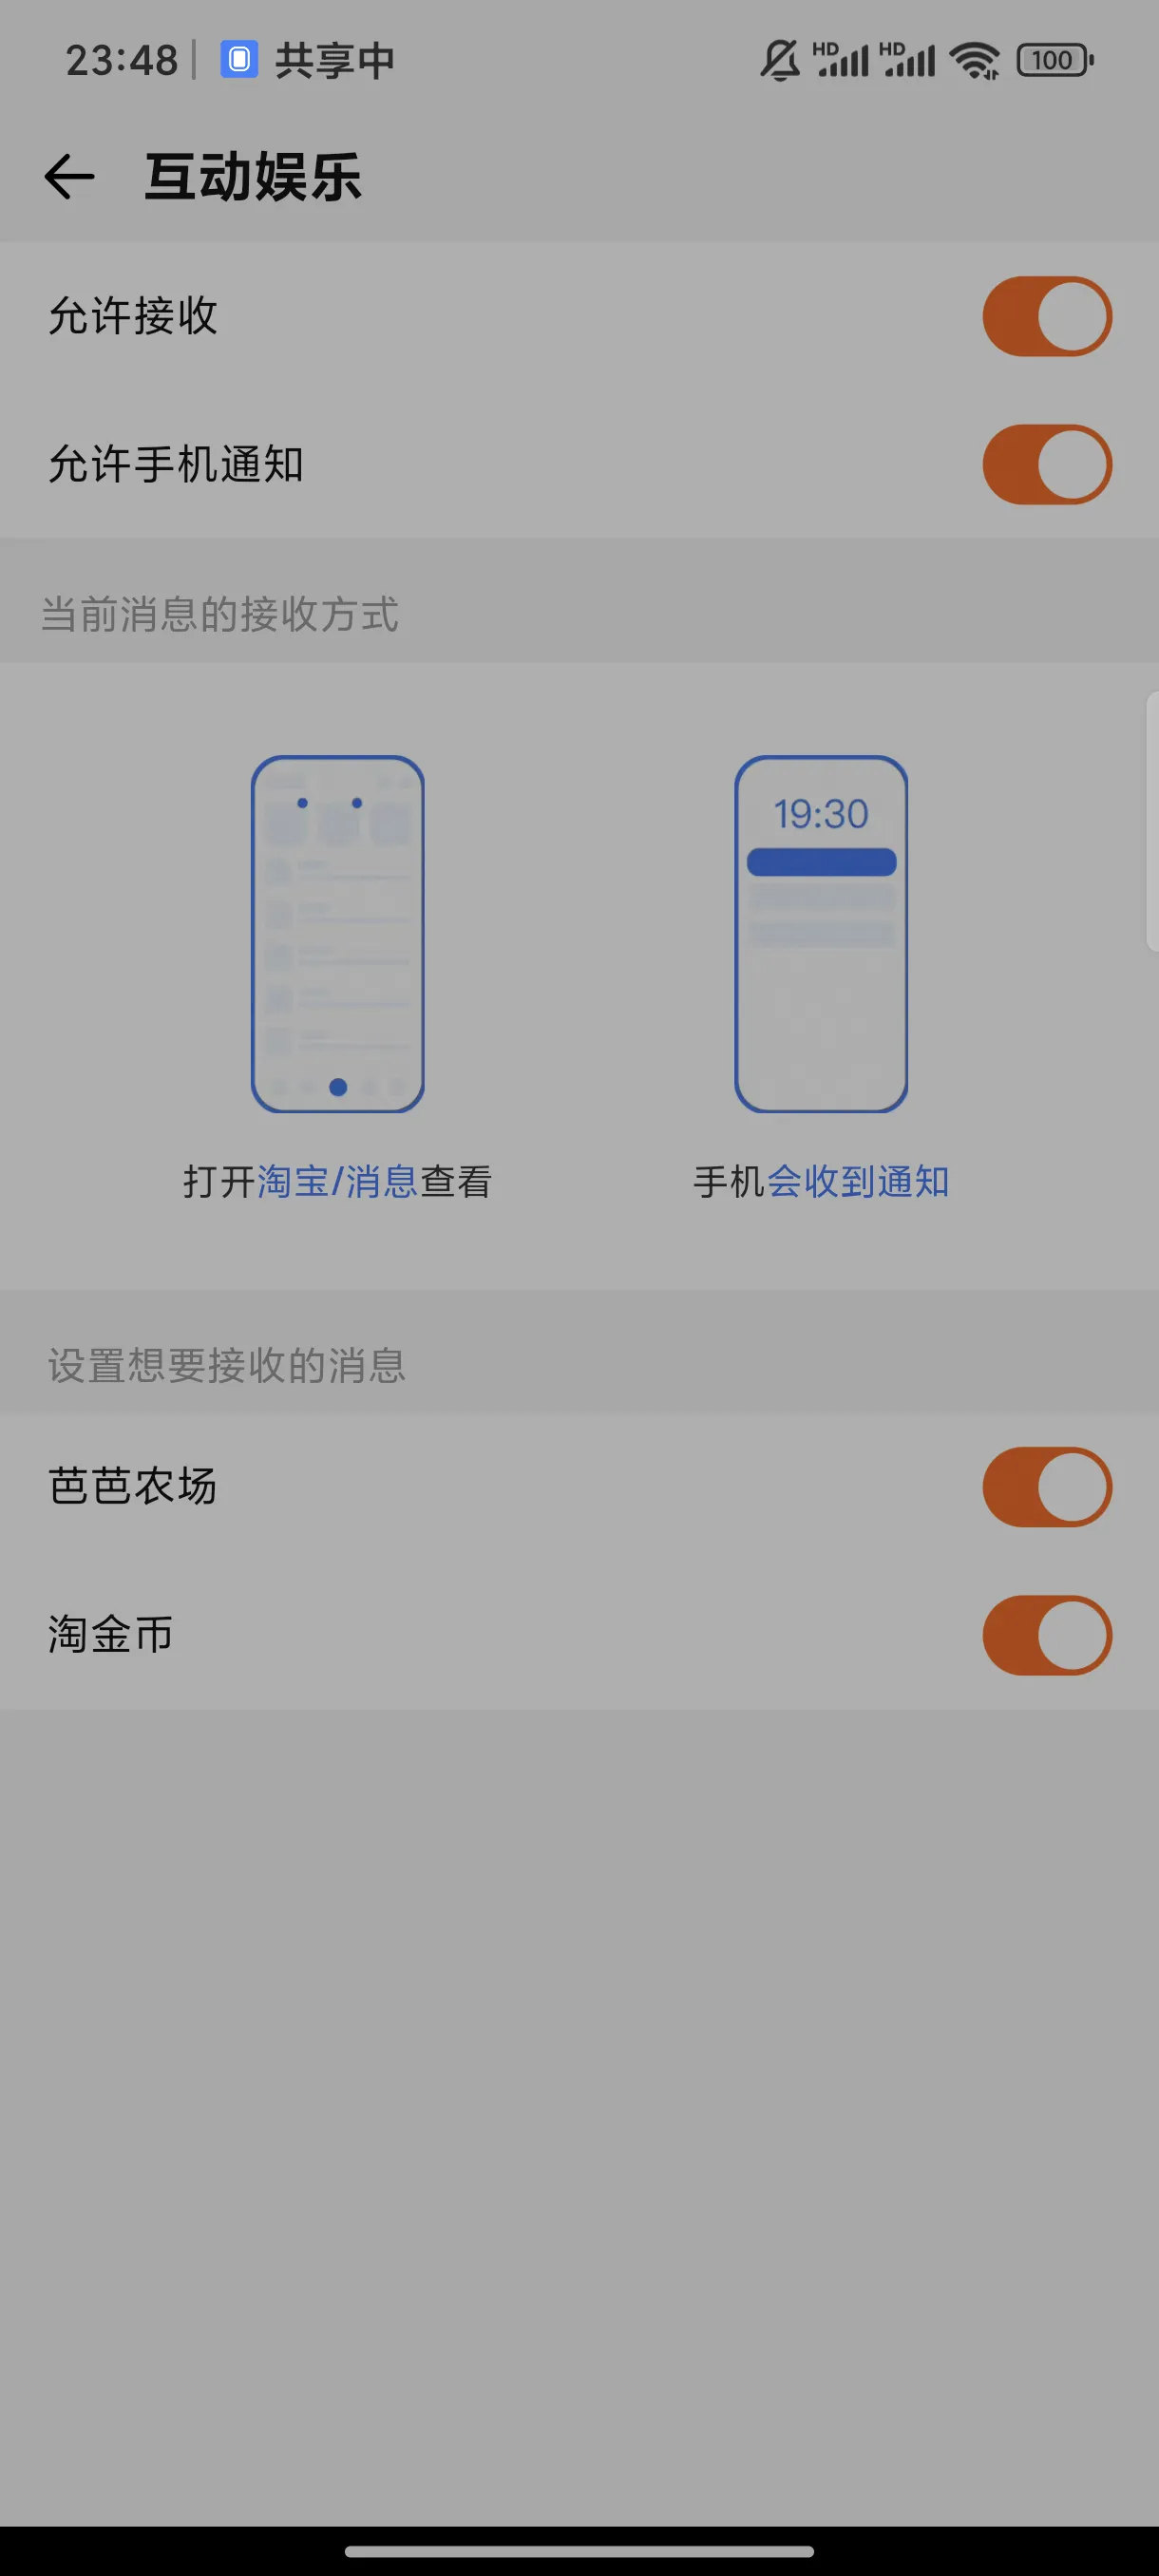 23:48 共享中 HD HD 100
互动娱乐
允许接收
允许手机通知
当前消息的接收方式
19:30
打开淘宝/消息查看 手机会收到通知
设置想要接收的消息
芭芭农场
淘金币